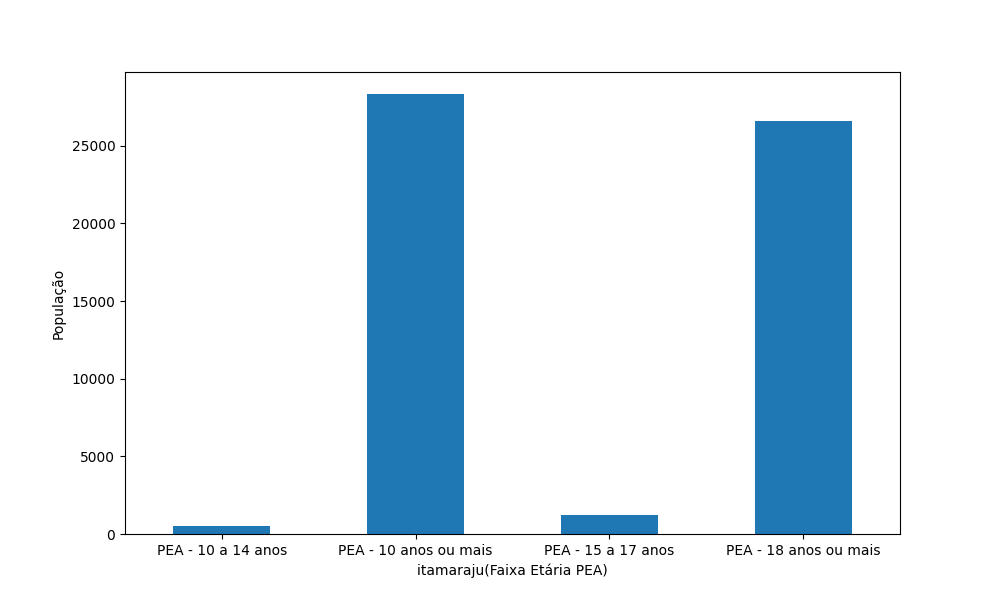 25000
20000
15000
10000
5000
0
População
PEA - 10 a 14 anos
PEA - 10 anos ou mais
PEA - 15 a 17 anos
PEA - 18 anos ou mais
itamaraju(Faixa Etária PEA)